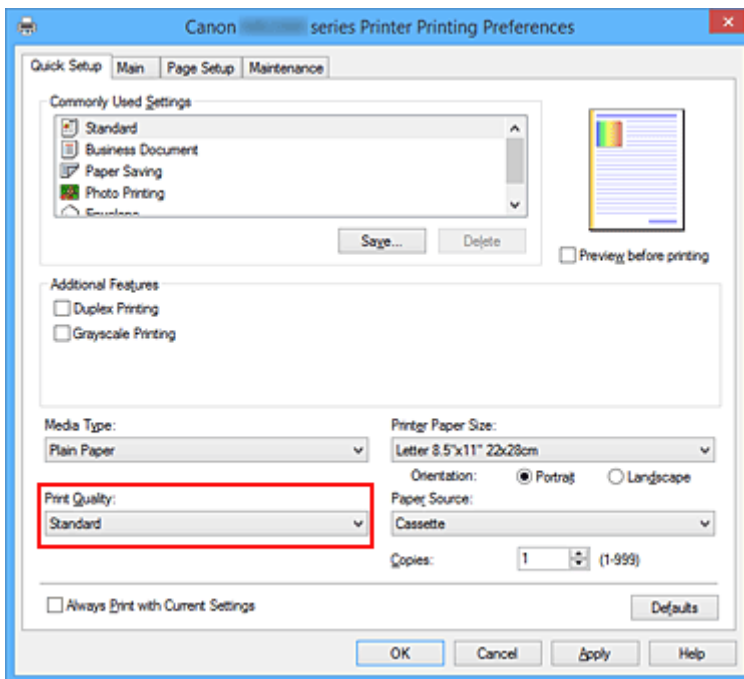 Canon series Printer Printing Preferences
Quick Setup Main Page Setup Maintenance
Commonly Used Settings
Standard
Business Document
Paper Saving
Photo Printing
Envelope
Save... Delete
Preview before printing
Additional Features
Duplex Printing
Grayscale Printing
Media Type:
Plain Paper
Printer Paper Size:
Letter 8.5"x11" 22x28cm
Orientation: Portrait Landscape
Print Quality:
Standard
Paper Source:
Cassette
Copies: 1 (1-999)
Always Print with Current Settings
Defaults
OK Cancel Apply Help